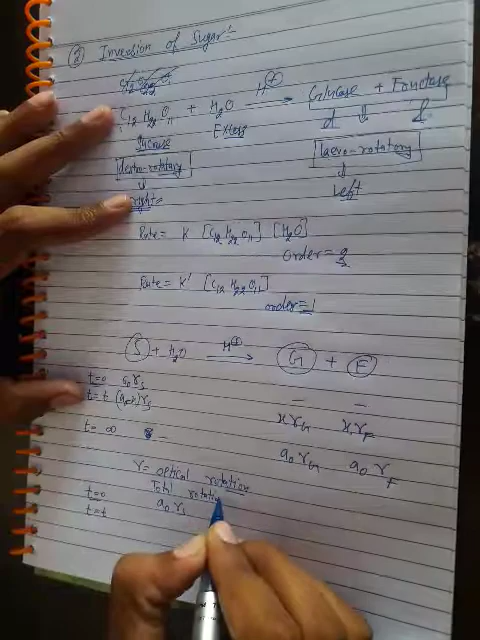 ② Inversion of Sugar:-
C12 H22 O11 + H2O H⊕ → Glucose + Fructose
Sucrose Excess d l
dextro-rotatory laevo-rotatory
↓ ↓
right left
Rate = K [C12 H22 O11] [H2O]
order = 2
Rate = K' [C12 H22 O11]
order = 1
S + H2O H⊕ → G + F
t=0 a0 rS – –
t=t (a0-x) rS x rG x rF
t=∞ – a0 rG a0 rF
r = optical rotation
Total rotation
t=0 a0 rS
t=t